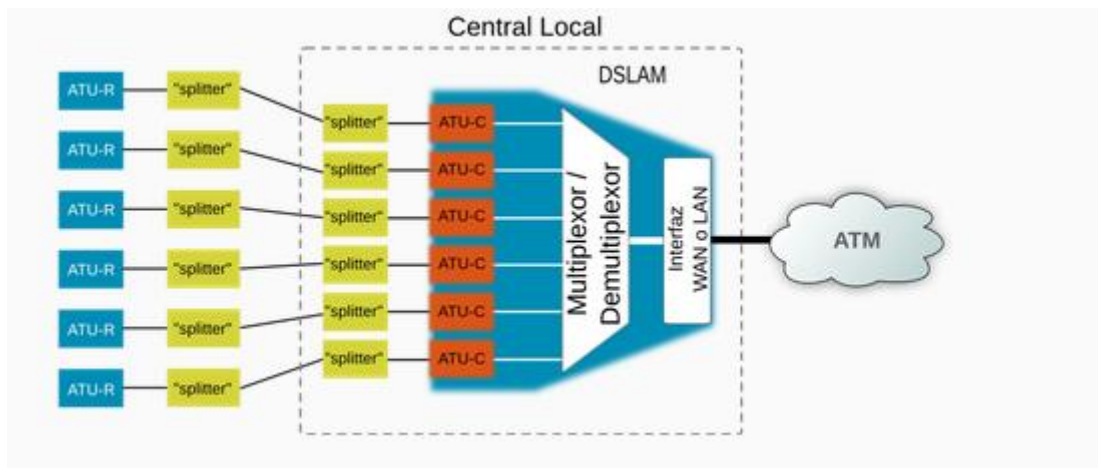 Central Local
DSLAM
ATU-R "splitter" "splitter" ATU-C
ATU-R "splitter" "splitter" ATU-C
ATU-R "splitter" "splitter" ATU-C
ATU-R "splitter" "splitter" ATU-C
ATU-R "splitter" "splitter" ATU-C
ATU-R "splitter" "splitter" ATU-C
Multiplexor /
Demultiplexor
Interfaz
WAN o LAN
ATM